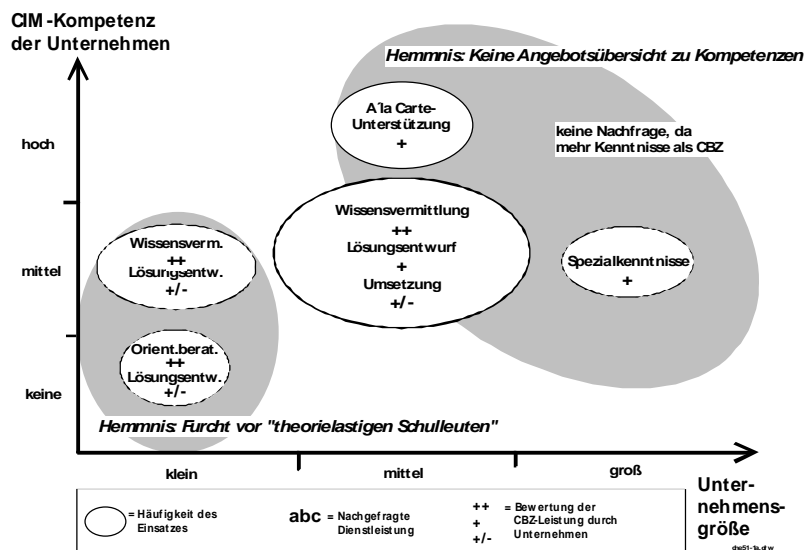 CIM-Kompetenz
der Unternehmen
Hemmnis: Keine Angebotsübersicht zu Kompetenzen
A´la Carte-
Unterstützung
+
keine Nachfrage, da
mehr Kenntnisse als CBZ
hoch
Wissensvermittlung
++
Lösungsentwurf
+
Umsetzung
+/-
Wissensverm.
++
Lösungsentw.
+/-
Spezialkenntnisse
+
mittel
Orient.berat.
++
Lösungsentw.
+/-
keine
Hemmnis: Furcht vor "theorielastigen Schulleuten"
klein
mittel
groß
Unter-
nehmens-
größe
= Häufigkeit des
Einsatzes
abc = Nachgefragte
Dienstleistung
++ = Bewertung der
+ CBZ-Leistung durch
+/- Unternehmen